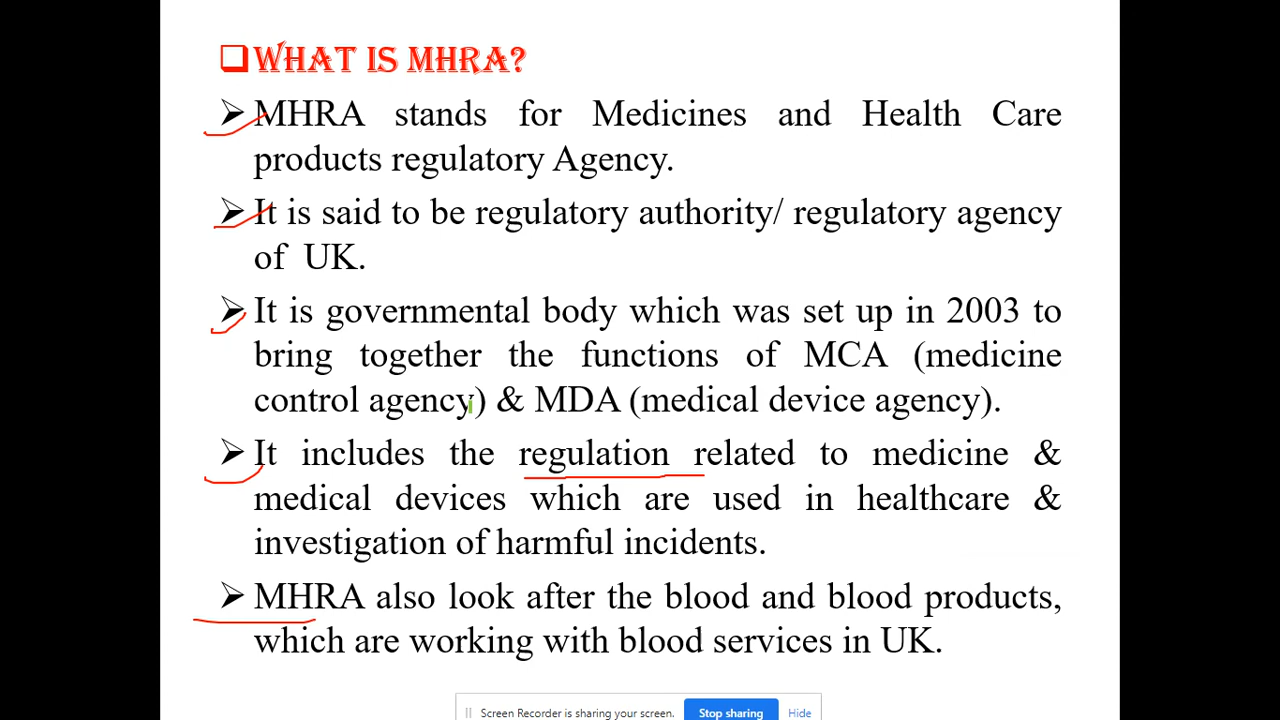 WHAT IS MHRA?
MHRA stands for Medicines and Health Care
products regulatory Agency.
It is said to be regulatory authority/ regulatory agency
of UK.
It is governmental body which was set up in 2003 to
bring together the functions of MCA (medicine
control agency) & MDA (medical device agency).
It includes the regulation related to medicine &
medical devices which are used in healthcare &
investigation of harmful incidents.
MHRA also look after the blood and blood products,
which are working with blood services in UK.
Screen Recorder is sharing your screen. Stop sharing Hide